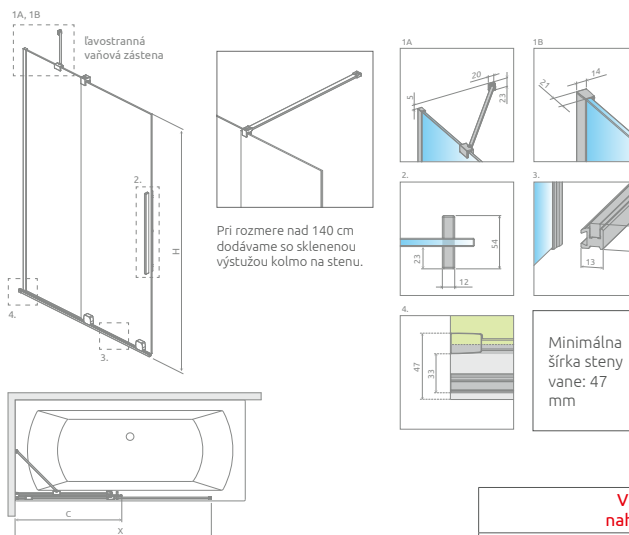 1A, 1B
ľavostranná
vaňová zástena
2.
H
4.
3.
Pri rozmere nad 140 cm
dodávame so sklenenou
výstužou kolmo na stenu.
1A
5
20
23
1B
21
14
2.
23
54
12
3.
13
4.
47
33
Minimálna
šírka steny
vane: 47
mm
C
X
V
nah